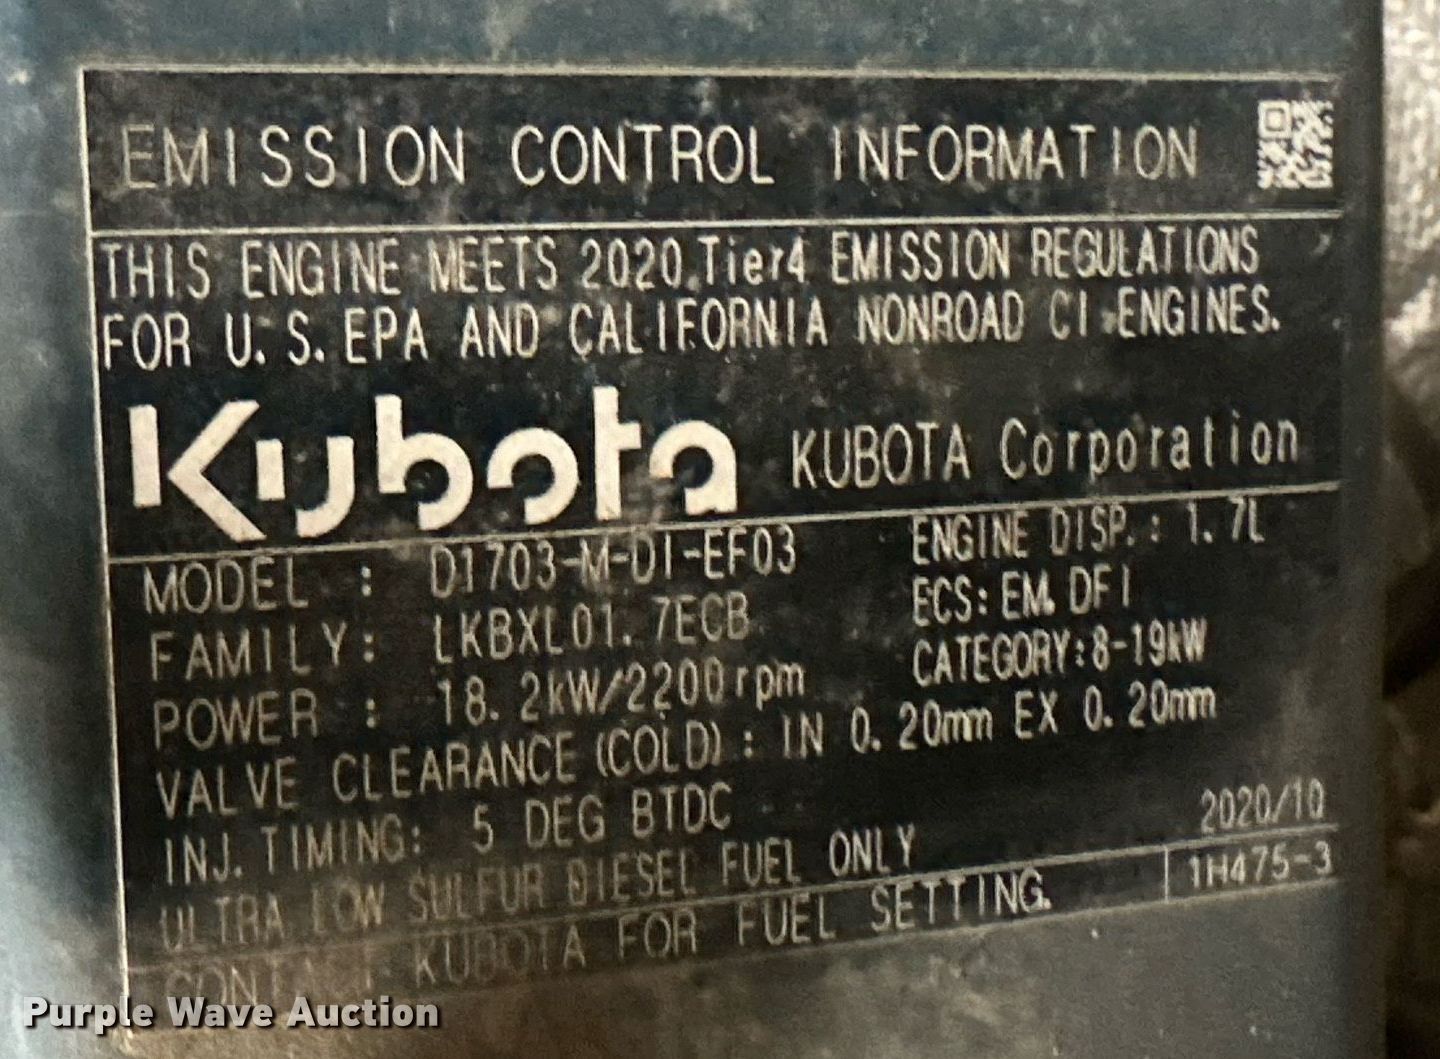 EMISSION CONTROL INFORMATION
THIS ENGINE MEETS 2020 Tier4 EMISSION REGULATIONS
FOR U.S.EPA AND CALIFORNIA NONROAD CI ENGINES.
Kubota KUBOTA Corporation
MODEL : D1703-M-DI-EF03 ENGINE DISP. : 1.7L
FAMILY: LKBXL01.7ECB ECS: EM.DFI
POWER : 18.2kW/2200rpm CATEGORY:8-19kW
VALVE CLEARANCE (COLD) : IN 0.20mm EX 0.20mm
INJ.TIMING: 5 DEG BTDC 2020/10
ULTRA LOW SULFUR DIESEL FUEL ONLY
CONTACT KUBOTA FOR FUEL SETTING. 1H475-3
Purple Wave Auction